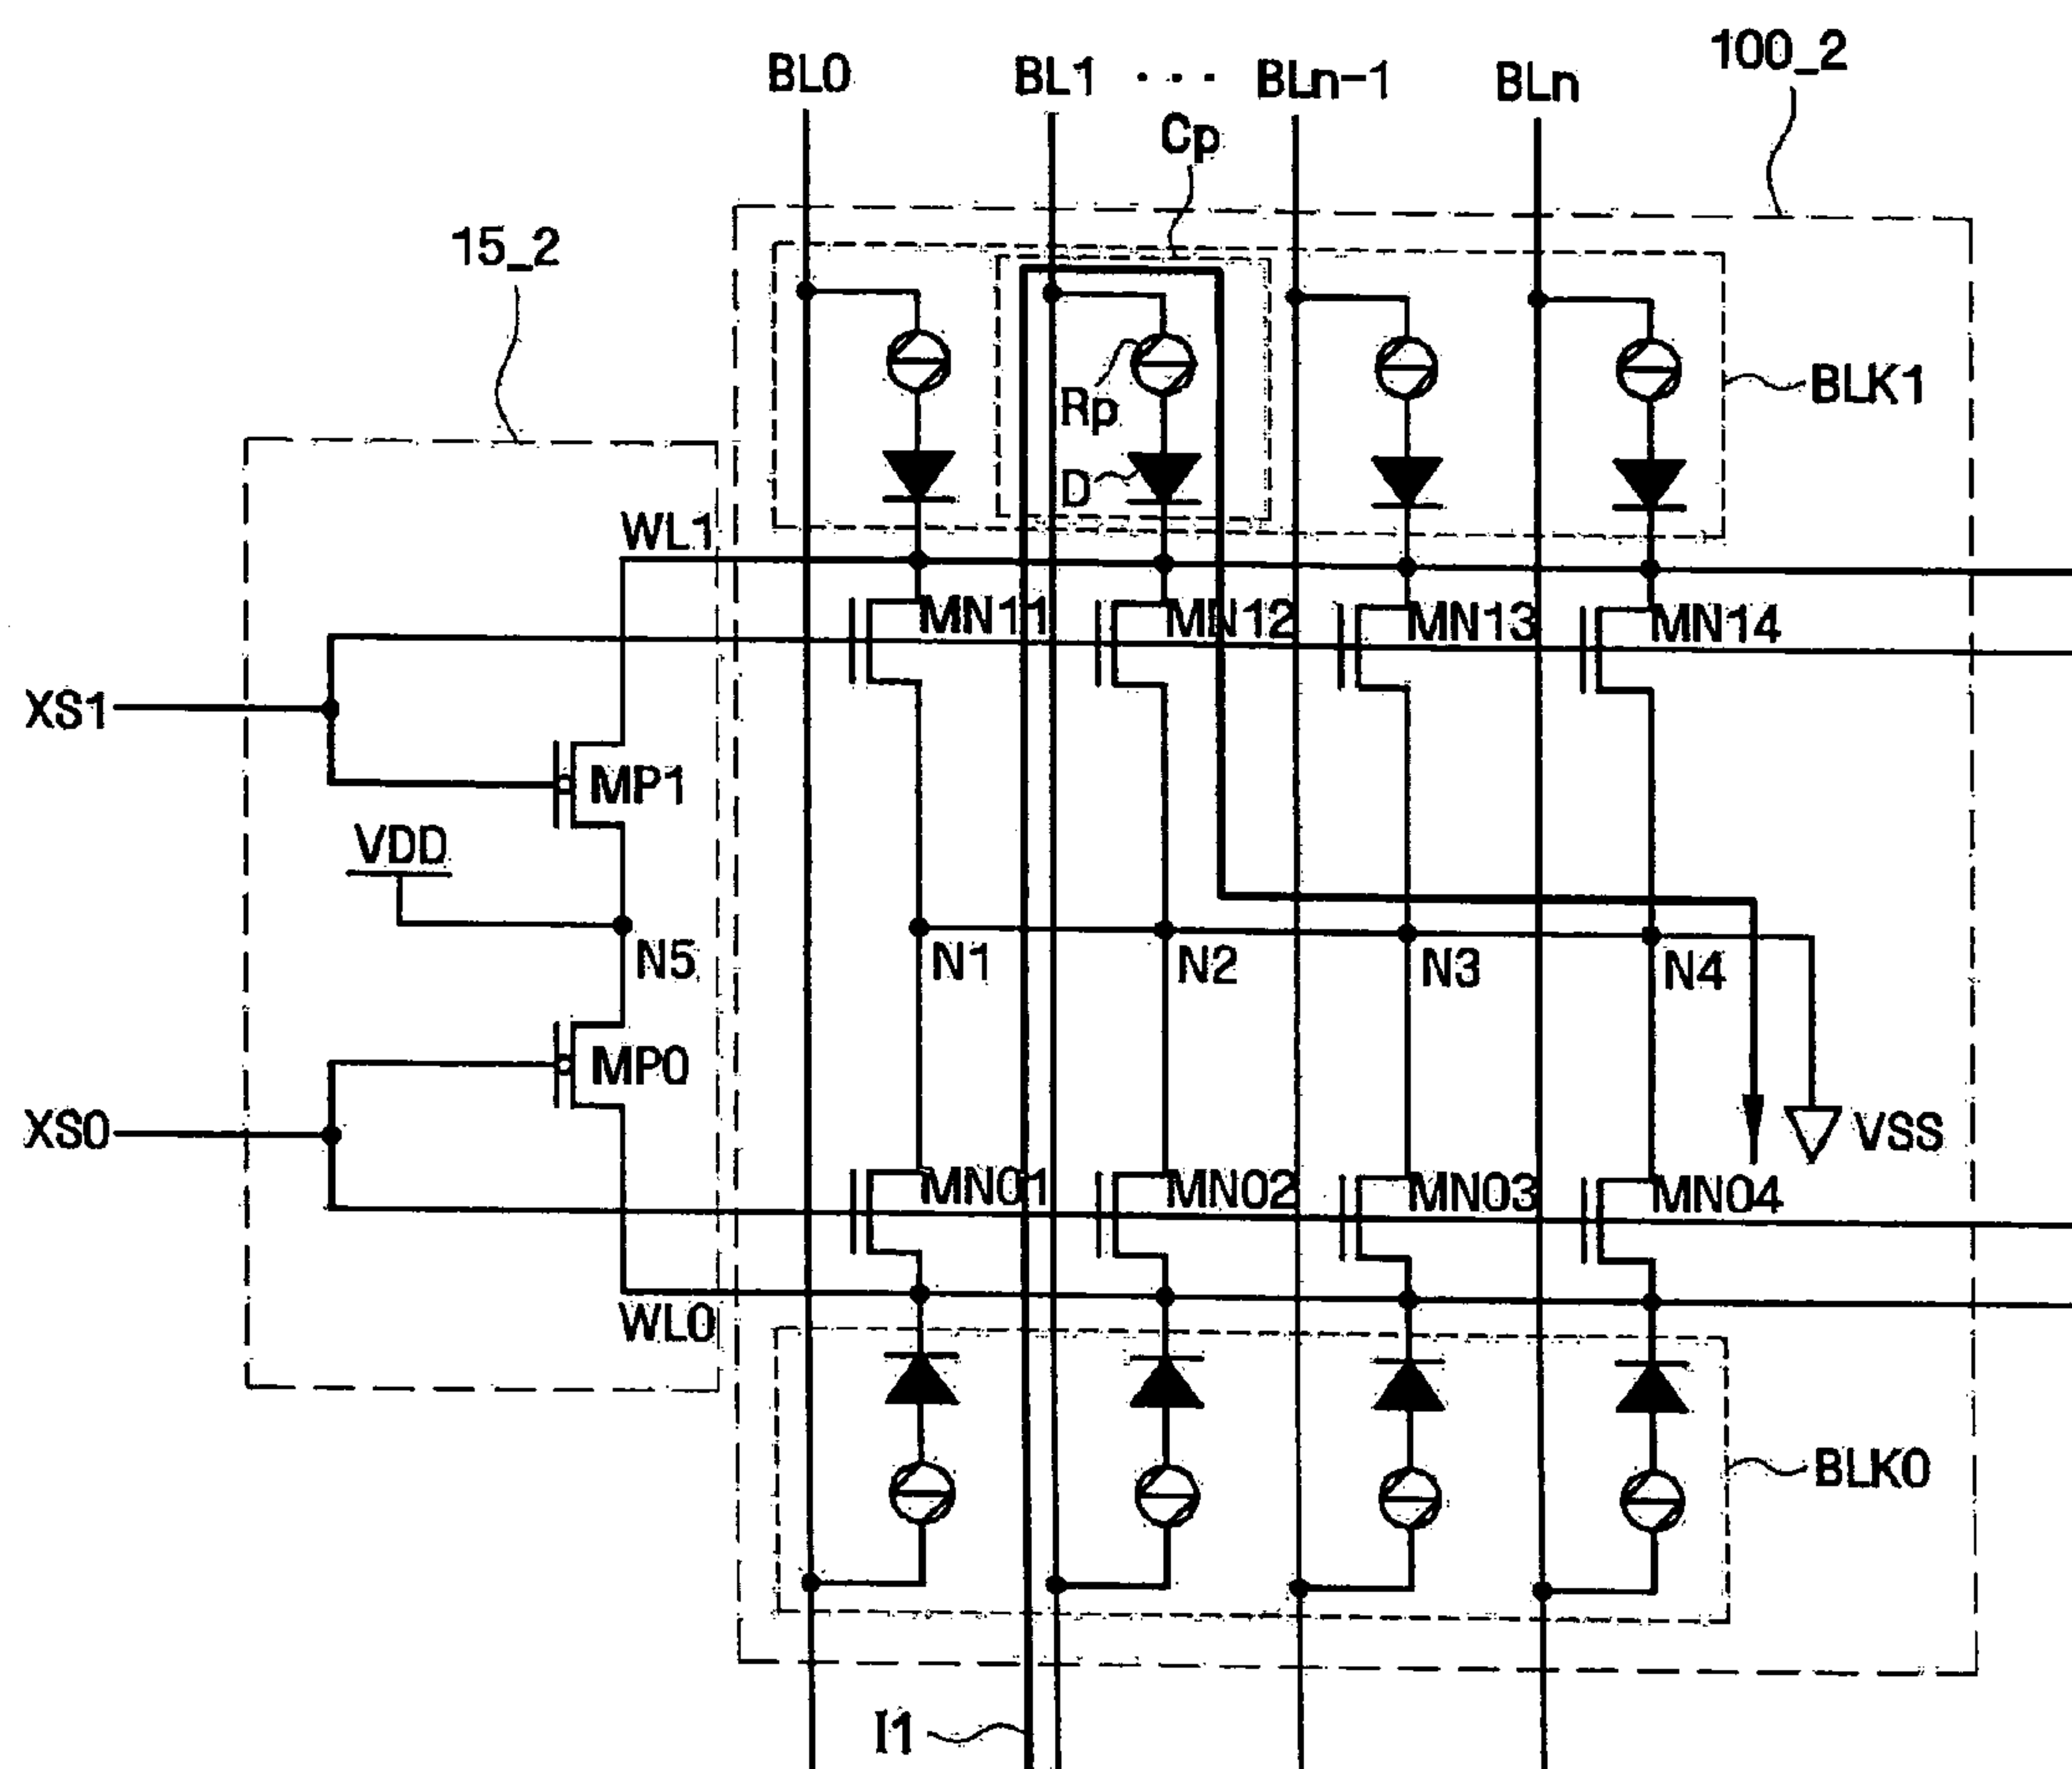 100_2
BL0 BL1 ··· BLn-1 BLn
Cp
15_2
Rp
BLK1
D
WL1
MN11 MN12 MN13 MN14
XS1
MP1
VDD
N5 N1 N2 N3 N4
MP0
XS0
VSS
MN01 MN02 MN03 MN04
WL0
BLK0
I1